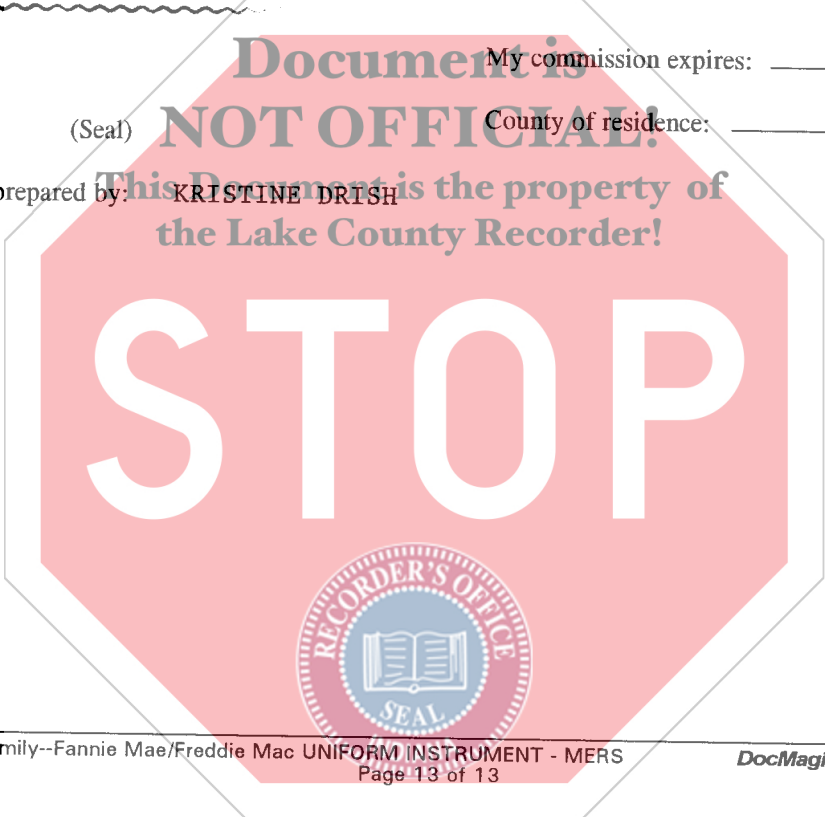 Document is
My commission expires:
NOT OFFICIAL!
(Seal)
County of residence:
This Document is the property of
prepared by: KRISTINE DRISH
the Lake County Recorder!
STOP
RECORDER'S OFFICE
SEAL
mily--Fannie Mae/Freddie Mac UNIFORM INSTRUMENT - MERS
DocMagi
Page 13 of 13